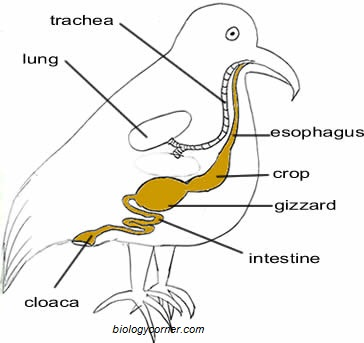 trachea
lung
esophagus
crop
gizzard
intestine
cloaca
biologycorner.com